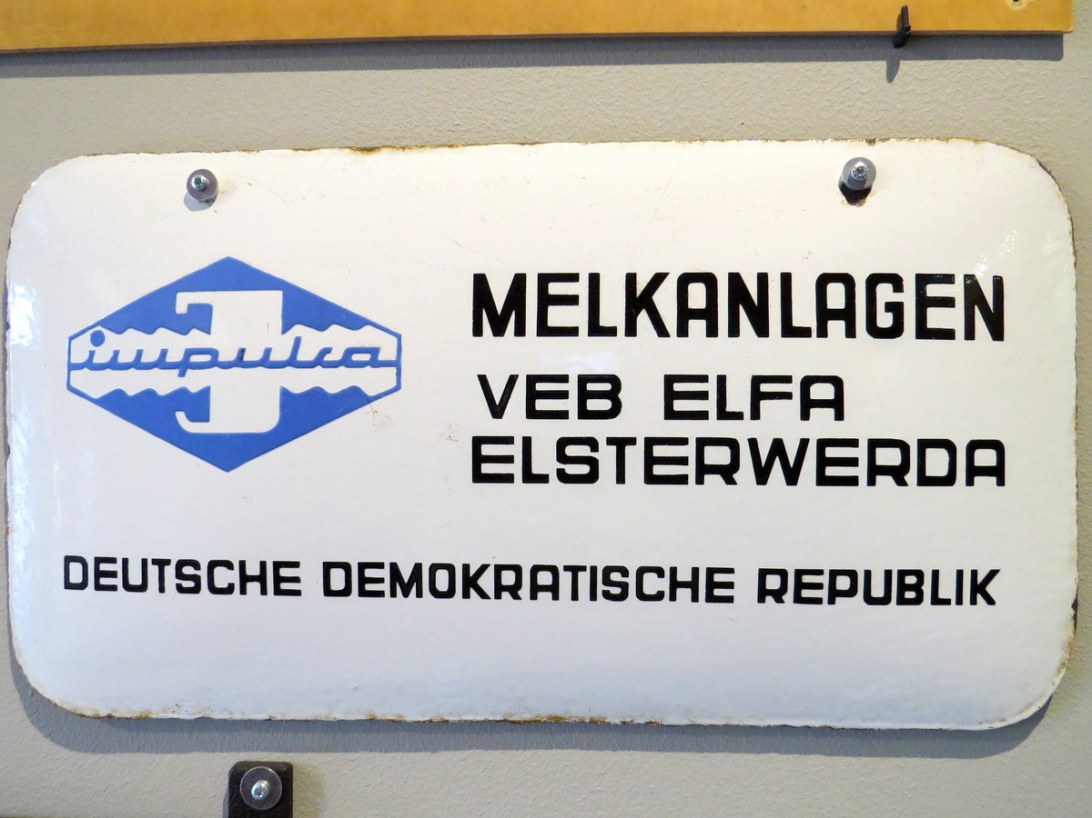 impulsa
MELKANLAGEN
VEB ELFA
ELSTERWERDA
DEUTSCHE DEMOKRATISCHE REPUBLIK